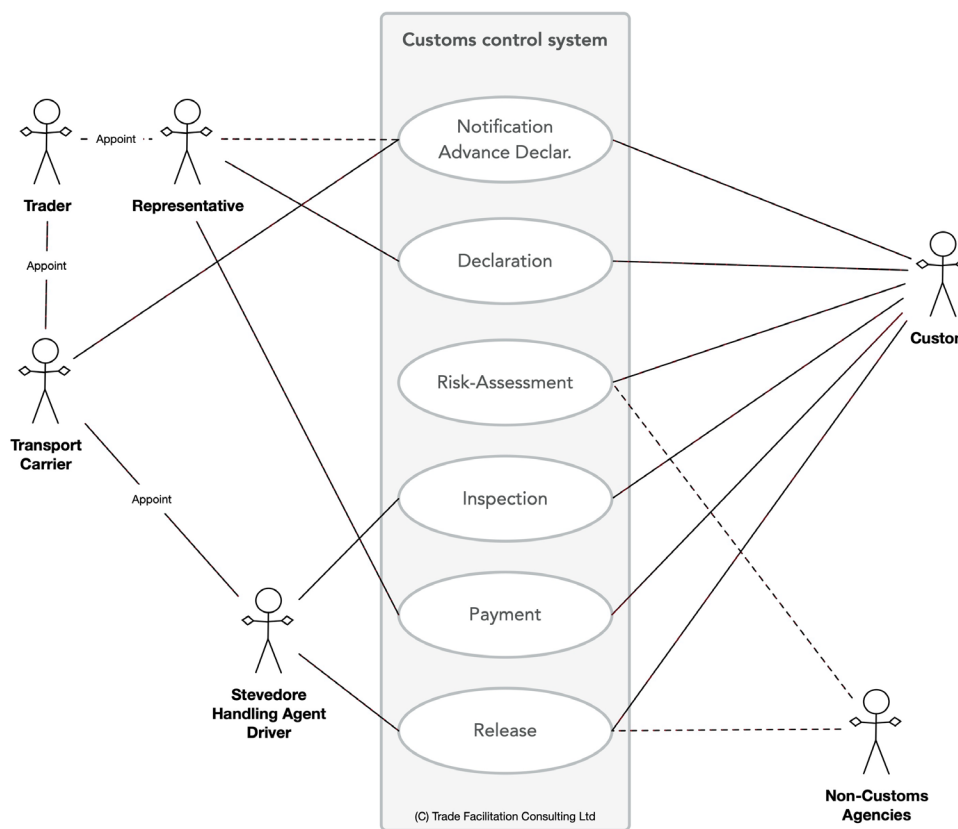 Customs control system
Notification
Advance Declar.
Appoint
Trader
Representative
Declaration
Appoint
Custom
Risk-Assessment
Transport
Carrier
Appoint
Inspection
Payment
Stevedore
Handling Agent
Driver
Release
Non-Customs
Agencies
(C) Trade Facilitation Consulting Ltd